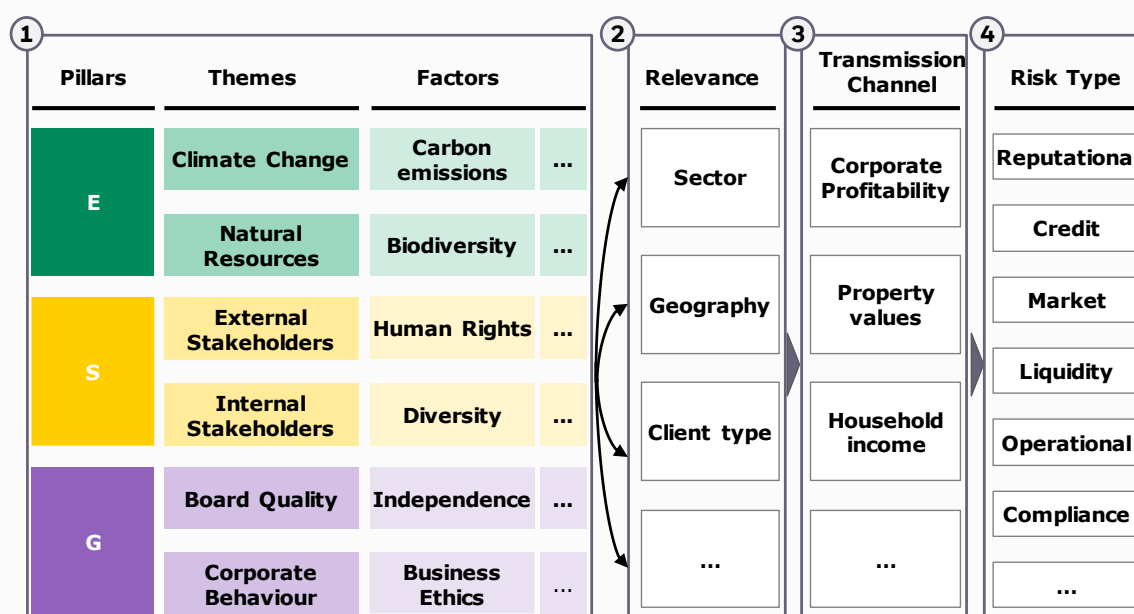 1
2
3
4
Pillars
Themes
Factors
Relevance
Transmission
Channel
Risk Type
E
Climate Change
Carbon
emissions
...
Natural
Resources
Biodiversity
...
S
External
Stakeholders
Human Rights
...
Internal
Stakeholders
Diversity
...
G
Board Quality
Independence
...
Corporate
Behaviour
Business
Ethics
...
Sector
Geography
Client type
...
Corporate
Profitability
Property
values
Household
income
...
Reputationa
Credit
Market
Liquidity
Operational
Compliance
...